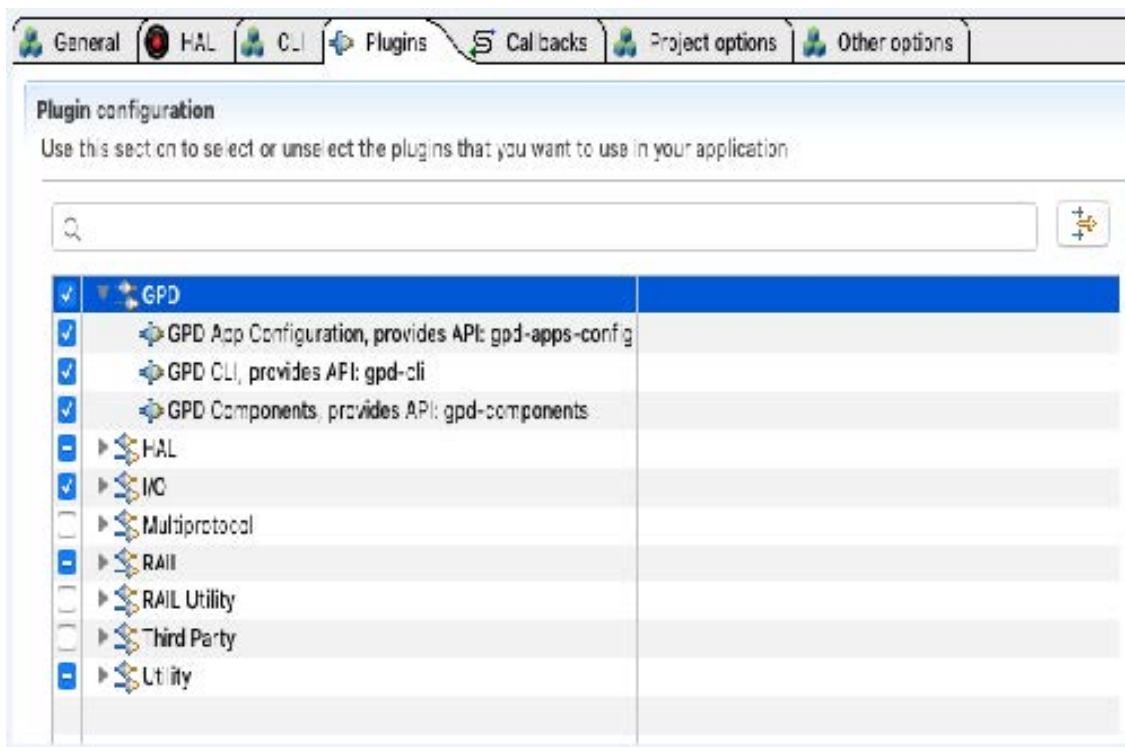 General HAL CLI Plugins Callbacks Project options Other options
Plugin configuration
Use this section to select or unselect the plugins that you want to use in your application
GPD
GPD App Configuration, provides API: gpd-apps-config
GPD CLI, provides API: gpd-cli
GPD Components, provides API: gpd-components
HAL
I/O
Multiprotocol
RAIL
RAIL Utility
Third Party
Utility